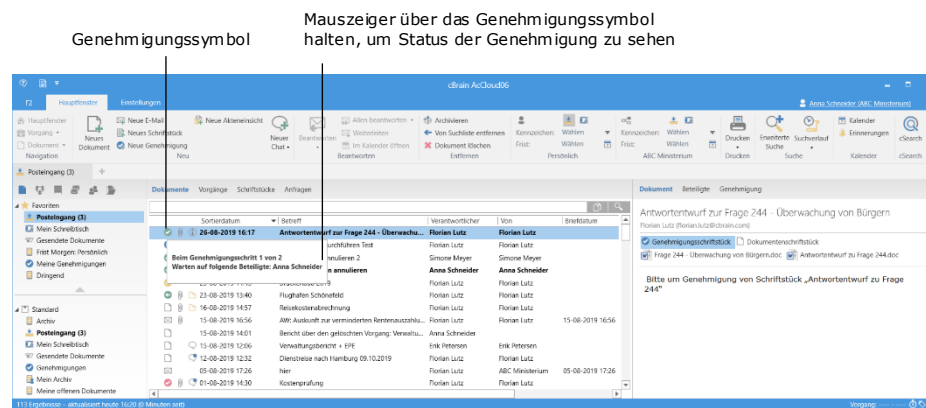 Mauszeiger über das Genehmigungssymbol
halten, um Status der Genehmigung zu sehen
Genehmigungssymbol
cBrain AcCloud06
F2 Hauptfenster Einstellungen
Anna Schneider (ABC Ministerium)
Hauptfenster
Vorgang
Dokument
Navigation
Neues
Dokument
Neue E-Mail
Neues Schriftstück
Neue Genehmigung
Neue Akteneinsicht
Neu
Neuer
Chat
Beantworten
Allen beantworten
Weiterleiten
Im Kalender öffnen
Beantworten
Archivieren
Von Suchliste entfernen
Dokument löschen
Entfernen
Kennzeichen: Wählen
Frist: Wählen
Persönlich
Kennzeichen: Wählen
Frist: Wählen
ABC Ministerium
Drucken
Drucken
Erweiterte
Suche
Suchverlauf
Suche
Kalender
Erinnerungen
Kalender
cSearch
cSearch
Posteingang (3) +
Favoriten
Posteingang (3)
Mein Schreibtisch
Gesendete Dokumente
Frist Morgen: Persönlich
Meine Genehmigungen
Dringend
Standard
Archiv
Posteingang (3)
Mein Schreibtisch
Gesendete Dokumente
Genehmigungen
Mein Archiv
Meine offenen Dokumente
Dokumente Vorgänge Schriftstücke Anfragen
Sortierdatum Betreff Verantwortlicher Von Briefdatum
26-08-2019 16:17 Antwortentwurf zur Frage 244 - Überwachu... Florian Lutz Florian Lutz
urchführen Test Florian Lutz Florian Lutz
nnulieren 2 Simone Meyer Simone Meyer
n annulieren Anna Schneider Anna Schneider
Beim Genehmigungsschritt 1 von 2
Warten auf folgende Beteiligte: Anna Schneider
Florian Lutz Florian Lutz
23-08-2019 13:40 Flughafen Schönefeld Florian Lutz Florian Lutz
16-08-2019 14:57 Reisekostenabrechnung Florian Lutz Florian Lutz
15-08-2019 16:56 AW: Auskunft zur verminderten Rentenauszahlu... Florian Lutz Florian Lutz 15-08-2019 16:56
15-08-2019 14:01 Bericht über den gelöschten Vorgang: Verwaltu... Anna Schneider
15-08-2019 12:06 Verwaltungsbericht + EPE Erik Petersen Erik Petersen
12-08-2019 12:32 Dienstreise nach Hamburg 09.10.2019 Florian Lutz Florian Lutz
05-08-2019 17:26 hier Florian Lutz ABC Ministerium 05-08-2019 17:26
01-08-2019 14:30 Kostenprüfung Florian Lutz Florian Lutz
Dokument Beteiligte Genehmigung
Antwortentwurf zur Frage 244 - Überwachung von Bürgern
Florian Lutz (florian.lutz@cbrain.com)
Genehmigungsschriftstück Dokumentenschriftstück
Frage 244 - Überwachung von Bürgern.doc Antwortentwurf zu Frage 244.doc
Bitte um Genehmigung von Schriftstück „Antwortentwurf zu Frage
244“
113 Ergebnisse - aktualisiert heute 16:20 (0 Minuten seit)
Vorgang: